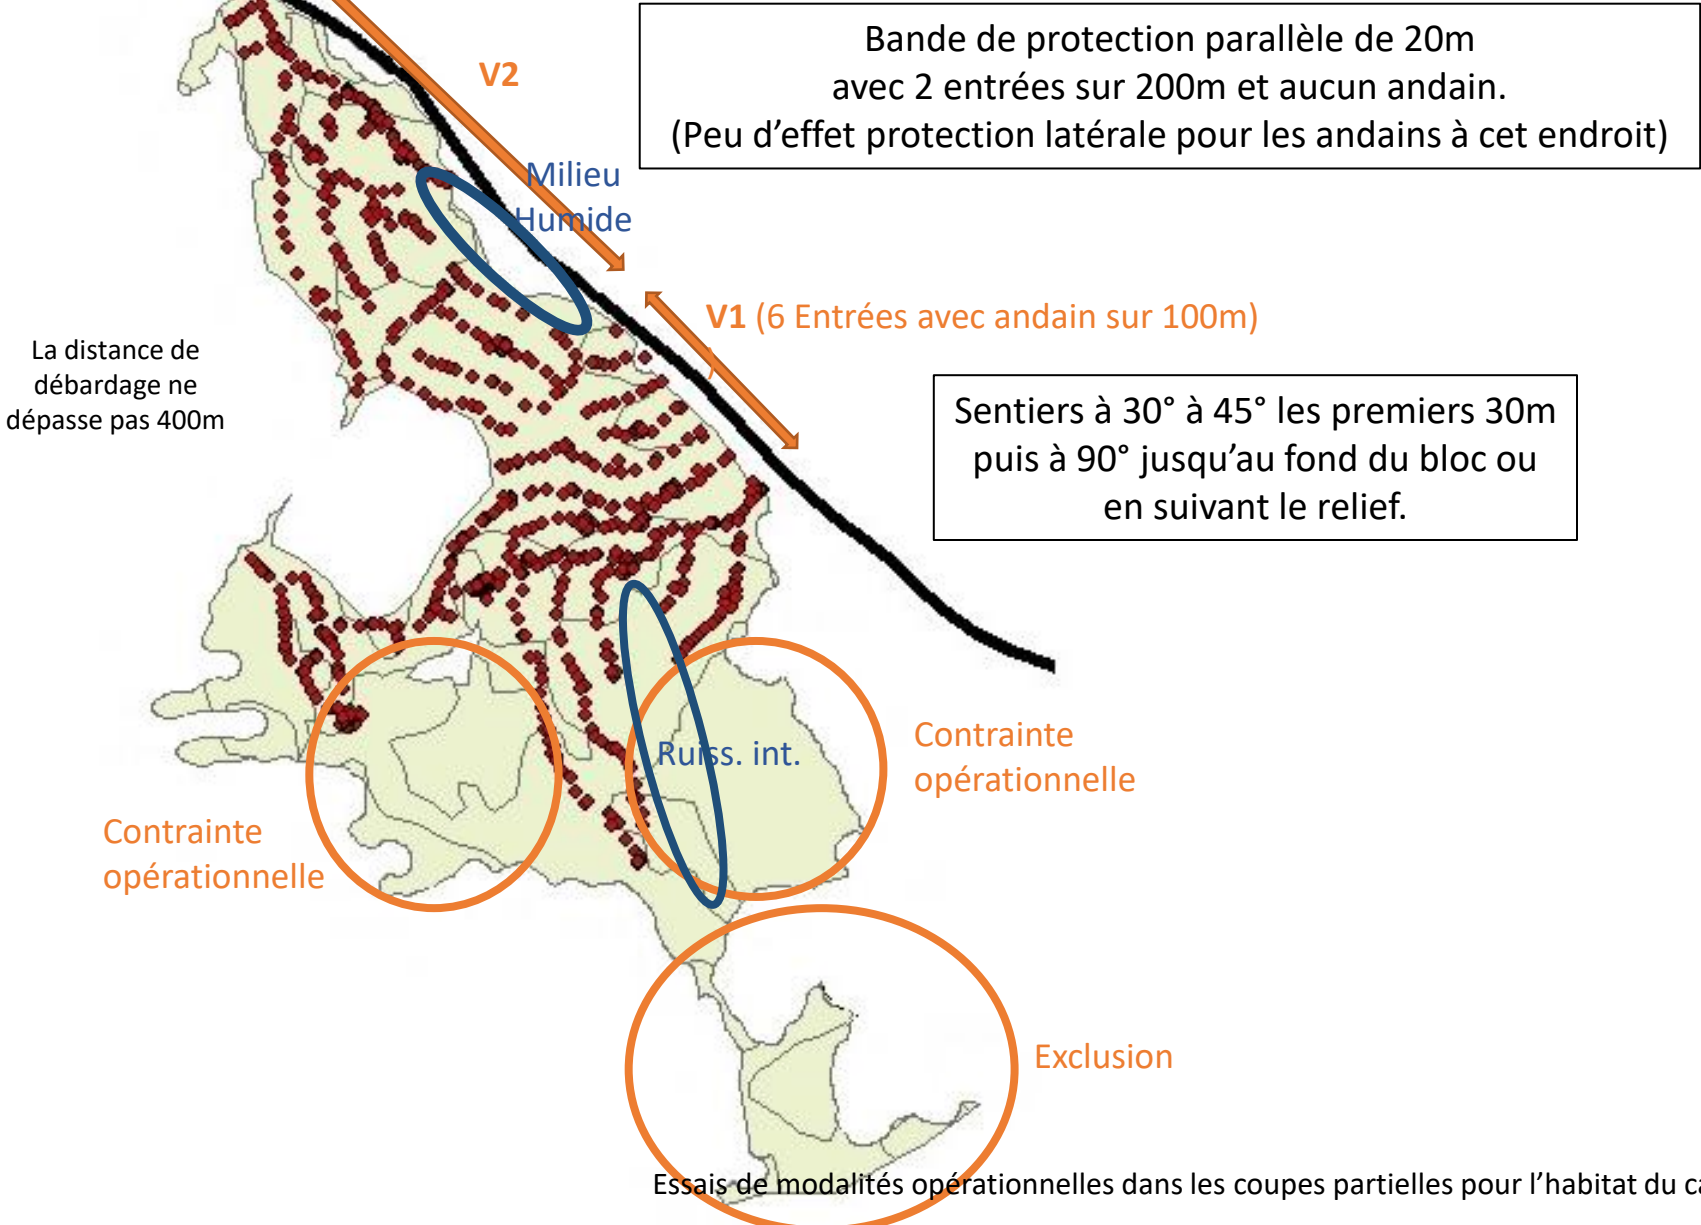 Bande de protection parallèle de 20m
avec 2 entrées sur 200m et aucun andain.
(Peu d’effet protection latérale pour les andains à cet endroit)
V2
Milieu
Humide
V1 (6 Entrées avec andain sur 100m)
)
La distance de
débardage ne
dépasse pas 400m
Sentiers à 30° à 45° les premiers 30m
puis à 90° jusqu’au fond du bloc ou
en suivant le relief.
Ruiss. int.
Contrainte
opérationnelle
Contrainte
opérationnelle
Exclusion
Essais de modalités opérationnelles dans les coupes partielles pour l’habitat du